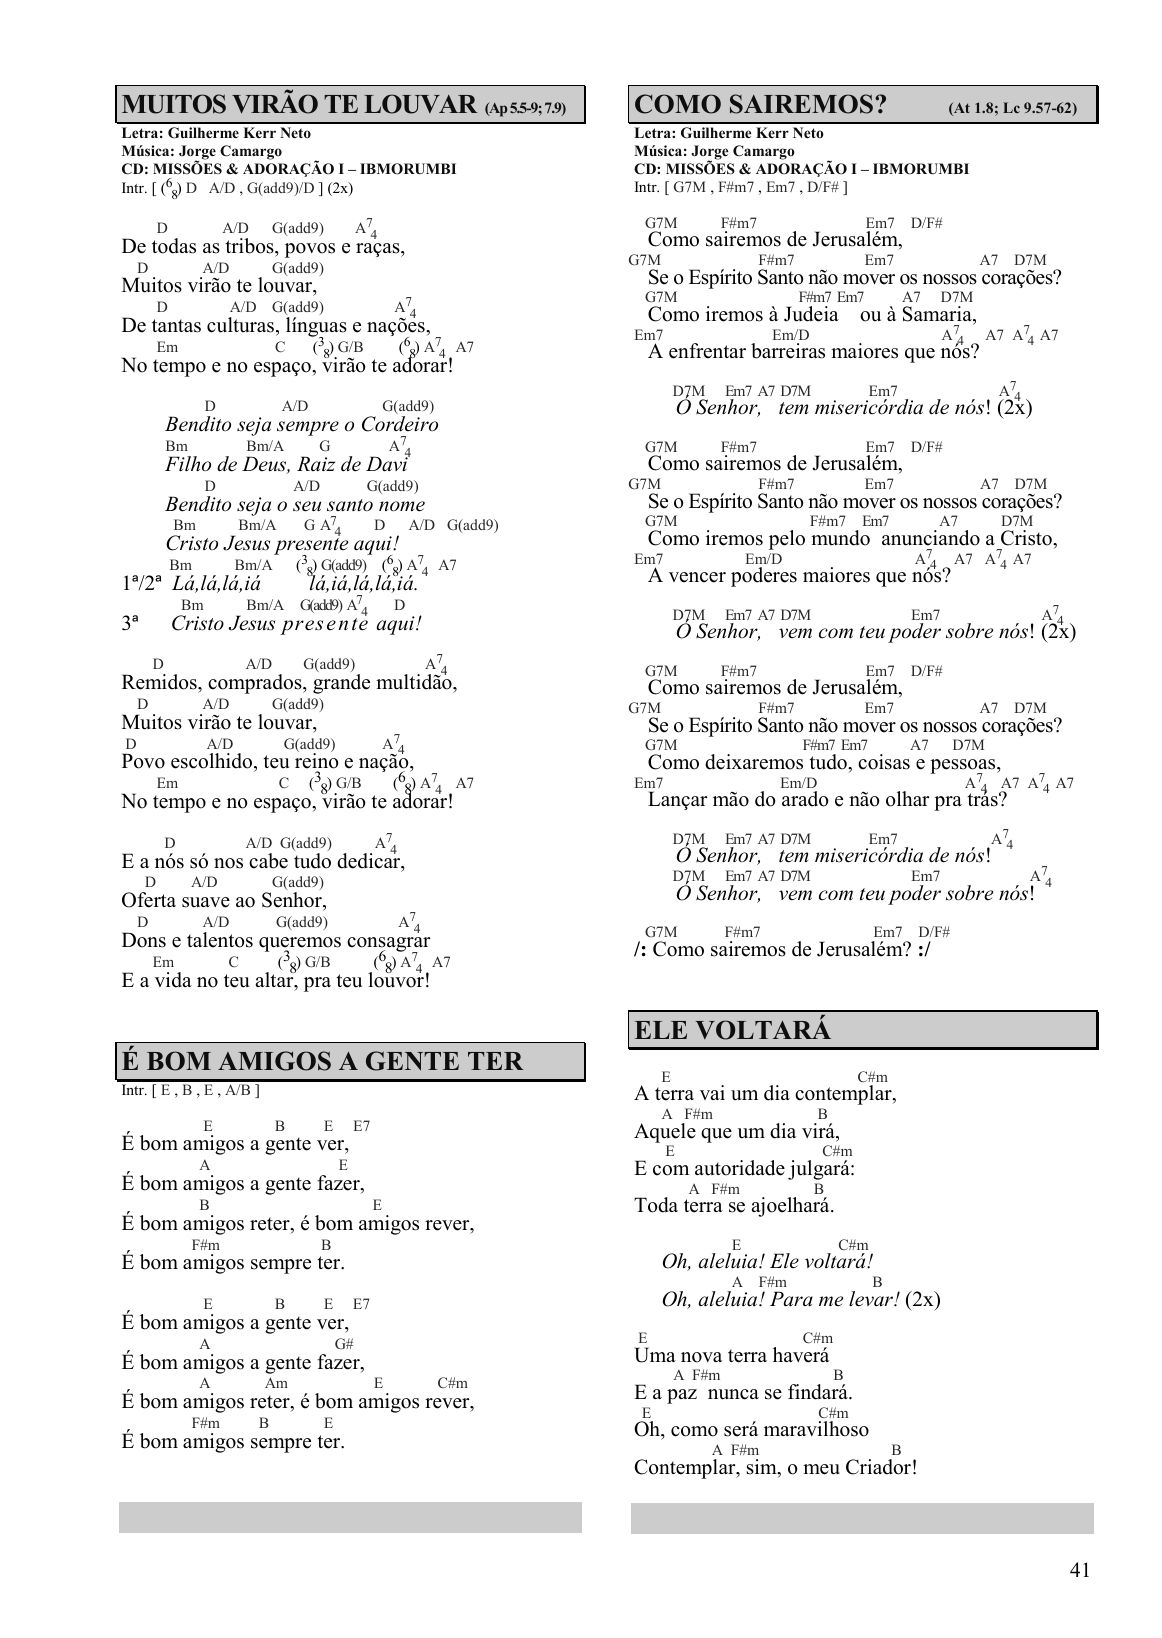 MUITOS VIRÃO TE LOUVAR (Ap 5.5-9; 7.9)
Letra: Guilherme Kerr Neto
Música: Jorge Camargo
CD: MISSÕES & ADORAÇÃO I – IBMORUMBI
Intr. [ (6 8) D A/D , G(add9)/D ] (2x)
D A/D G(add9) A7 4
De todas as tribos, povos e raças,
D A/D G(add9)
Muitos virão te louvar,
D A/D G(add9) A7 4
De tantas culturas, línguas e nações,
Em C (3 8) G/B (6 8) A7 4 A7
No tempo e no espaço, virão te adorar!
D A/D G(add9)
Bendito seja sempre o Cordeiro
Bm Bm/A G A7 4
Filho de Deus, Raiz de Davi
D A/D G(add9)
Bendito seja o seu santo nome
Bm Bm/A G A7 4 D A/D G(add9)
Cristo Jesus presente aqui!
Bm Bm/A (3 8) G(add9) (6 8) A7 4 A7
1ª/2ª Lá,lá,lá,iá lá,iá,lá,lá,iá.
Bm Bm/A G(add9) A7 4 D
3ª Cristo Jesus presente aqui!
D A/D G(add9) A7 4
Remidos, comprados, grande multidão,
D A/D G(add9)
Muitos virão te louvar,
D A/D G(add9) A7 4
Povo escolhido, teu reino e nação,
Em C (3 8) G/B (6 8) A7 4 A7
No tempo e no espaço, virão te adorar!
D A/D G(add9) A7 4
E a nós só nos cabe tudo dedicar,
D A/D G(add9)
Oferta suave ao Senhor,
D A/D G(add9) A7 4
Dons e talentos queremos consagrar
Em C (3 8) G/B (6 8) A7 4 A7
E a vida no teu altar, pra teu louvor!
É BOM AMIGOS A GENTE TER
Intr. [ E , B , E , A/B ]
E B E E7
É bom amigos a gente ver,
A E
É bom amigos a gente fazer,
B E
É bom amigos reter, é bom amigos rever,
F#m B
É bom amigos sempre ter.
E B E E7
É bom amigos a gente ver,
A G#
É bom amigos a gente fazer,
A Am E C#m
É bom amigos reter, é bom amigos rever,
F#m B E
É bom amigos sempre ter.
COMO SAIREMOS? (At 1.8; Lc 9.57-62)
Letra: Guilherme Kerr Neto
Música: Jorge Camargo
CD: MISSÕES & ADORAÇÃO I – IBMORUMBI
Intr. [ G7M , F#m7 , Em7 , D/F# ]
G7M F#m7 Em7 D/F#
Como sairemos de Jerusalém,
G7M F#m7 Em7 A7 D7M
Se o Espírito Santo não mover os nossos corações?
G7M F#m7 Em7 A7 D7M
Como iremos à Judeia ou à Samaria,
Em7 Em/D A7 4 A7 A7 4 A7
A enfrentar barreiras maiores que nós?
D7M Em7 A7 D7M Em7 A7 4
Ó Senhor, tem misericórdia de nós! (2x)
G7M F#m7 Em7 D/F#
Como sairemos de Jerusalém,
G7M F#m7 Em7 A7 D7M
Se o Espírito Santo não mover os nossos corações?
G7M F#m7 Em7 A7 D7M
Como iremos pelo mundo anunciando a Cristo,
Em7 Em/D A7 4 A7 A7 4 A7
A vencer poderes maiores que nós?
D7M Em7 A7 D7M Em7 A7 4
Ó Senhor, vem com teu poder sobre nós! (2x)
G7M F#m7 Em7 D/F#
Como sairemos de Jerusalém,
G7M F#m7 Em7 A7 D7M
Se o Espírito Santo não mover os nossos corações?
G7M F#m7 Em7 A7 D7M
Como deixaremos tudo, coisas e pessoas,
Em7 Em/D A7 4 A7 A7 4 A7
Lançar mão do arado e não olhar pra trás?
D7M Em7 A7 D7M Em7 A7 4
Ó Senhor, tem misericórdia de nós!
D7M Em7 A7 D7M Em7 A7 4
Ó Senhor, vem com teu poder sobre nós!
G7M F#m7 Em7 D/F#
/: Como sairemos de Jerusalém? :/
ELE VOLTARÁ
E C#m
A terra vai um dia contemplar,
A F#m B
Aquele que um dia virá,
E C#m
E com autoridade julgará:
A F#m B
Toda terra se ajoelhará.
E C#m
Oh, aleluia! Ele voltará!
A F#m B
Oh, aleluia! Para me levar! (2x)
E C#m
Uma nova terra haverá
A F#m B
E a paz nunca se findará.
E C#m
Oh, como será maravilhoso
A F#m B
Contemplar, sim, o meu Criador!
41